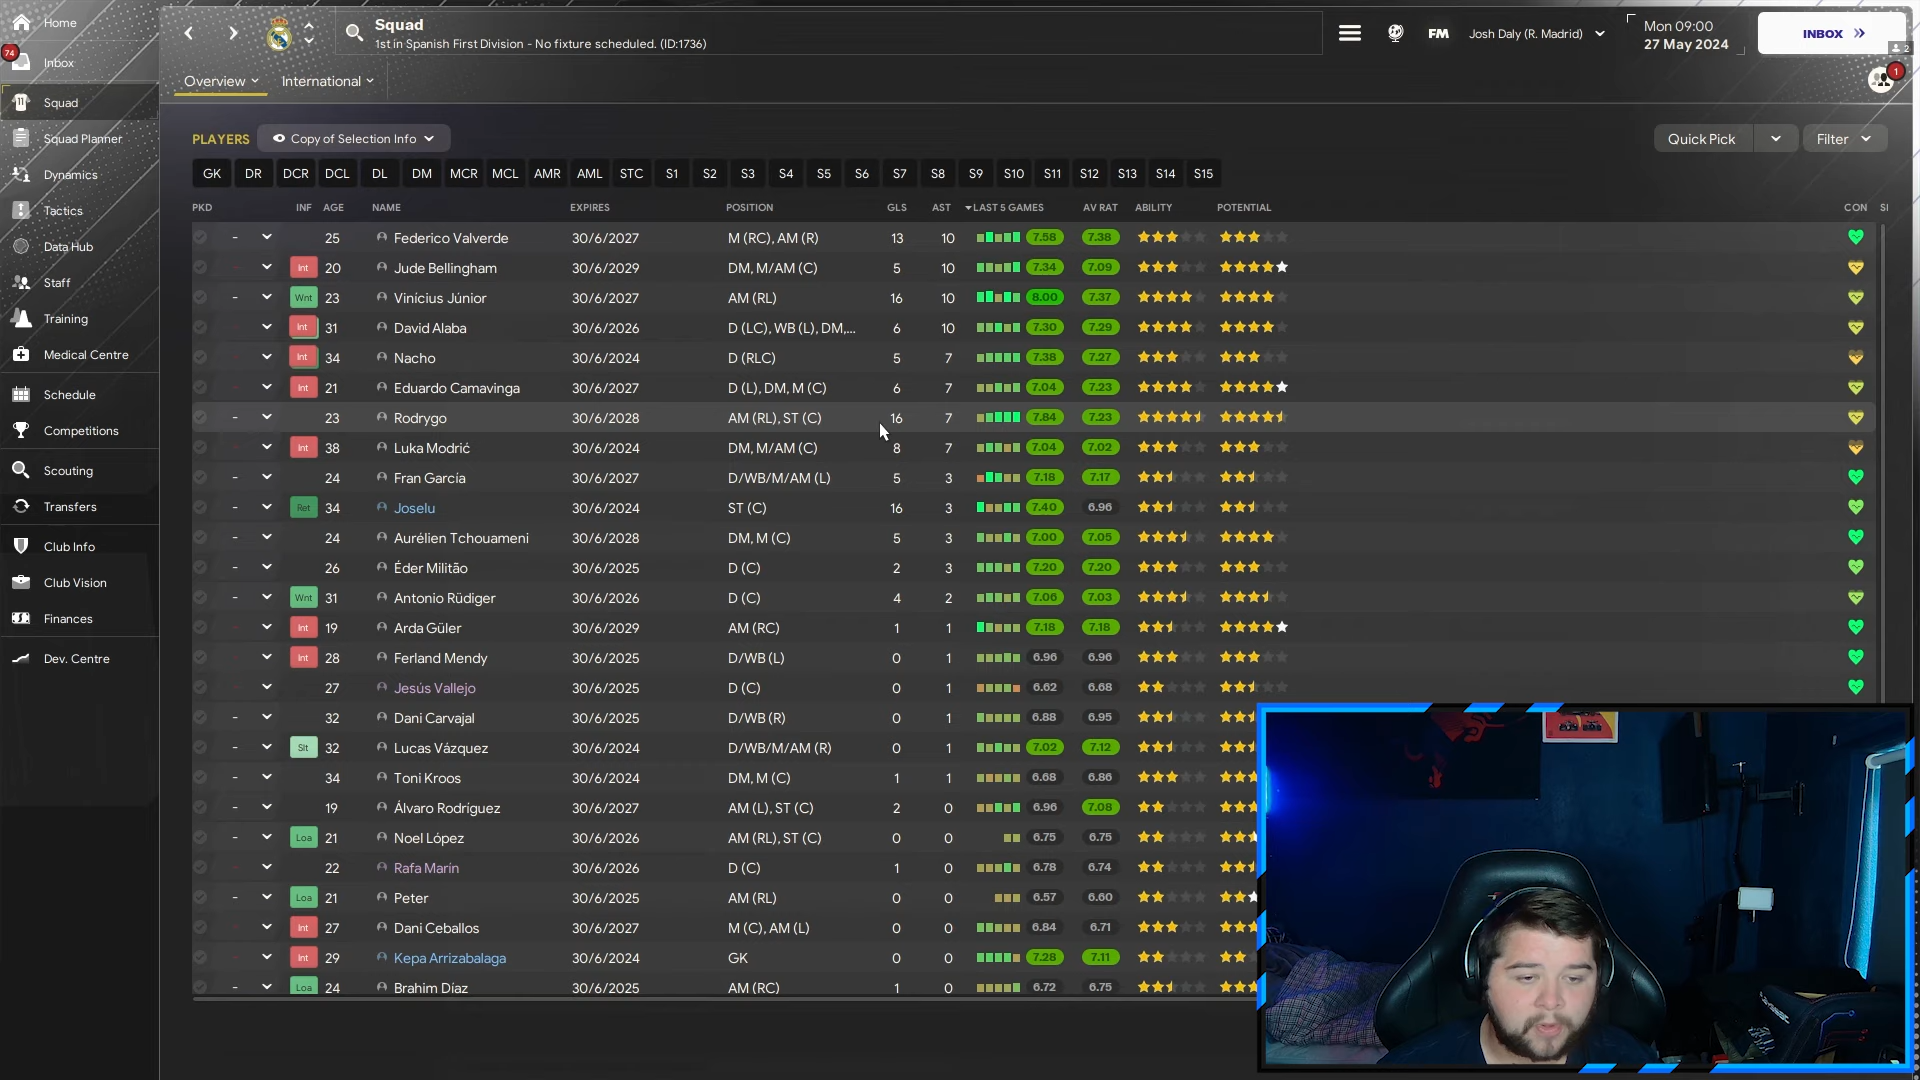 Home
74
Inbox
Squad
Squad Planner
Dynamics
Tactics
Data Hub
Staff
Training
Medical Centre
Schedule
Competitions
Scouting
Transfers
Club Info
Club Vision
Finances
Dev. Centre
Squad
1st in Spanish First Division - No fixture scheduled. (ID:1736)
FM
Josh Daly (R. Madrid)
Mon 09:00
27 May 2024
INBOX
2
1
Overview
International
PLAYERS
Copy of Selection Info
Quick Pick
Filter
GK DR DCR DCL DL DM MCR MCL AMR AML STC S1 S2 S3 S4 S5 S6 S7 S8 S9 S10 S11 S12 S13 S14 S15
PKD INF AGE NAME EXPIRES POSITION GLS AST LAST 5 GAMES AV RAT ABILITY POTENTIAL CON SI
- 25 Federico Valverde 30/6/2027 M (RC), AM (R) 13 10 7.58 7.38
- Int 20 Jude Bellingham 30/6/2029 DM, M/AM (C) 5 10 7.34 7.09
- Wnt 23 Vinícius Júnior 30/6/2027 AM (RL) 16 10 8.00 7.37
- Int 31 David Alaba 30/6/2026 D (LC), WB (L), DM,... 6 10 7.30 7.29
- Int 34 Nacho 30/6/2024 D (RLC) 5 7 7.38 7.27
- Int 21 Eduardo Camavinga 30/6/2027 D (L), DM, M (C) 6 7 7.04 7.23
- 23 Rodrygo 30/6/2028 AM (RL), ST (C) 16 7 7.84 7.23
- Int 38 Luka Modrić 30/6/2024 DM, M/AM (C) 8 7 7.04 7.02
- 24 Fran García 30/6/2027 D/WB/M/AM (L) 5 3 7.18 7.17
- Ret 34 Joselu 30/6/2024 ST (C) 16 3 7.40 6.96
- 24 Aurélien Tchouameni 30/6/2028 DM, M (C) 5 3 7.00 7.05
- 26 Éder Militão 30/6/2025 D (C) 2 3 7.20 7.20
- Wnt 31 Antonio Rüdiger 30/6/2026 D (C) 4 2 7.06 7.03
- Int 19 Arda Güler 30/6/2029 AM (RC) 1 1 7.18 7.18
- Int 28 Ferland Mendy 30/6/2025 D/WB (L) 0 1 6.96 6.96
- 27 Jesús Vallejo 30/6/2025 D (C) 0 1 6.62 6.68
- 32 Dani Carvajal 30/6/2025 D/WB (R) 0 1 6.88 6.95
- Slt 32 Lucas Vázquez 30/6/2024 D/WB/M/AM (R) 0 1 7.02 7.12
- 34 Toni Kroos 30/6/2024 DM, M (C) 1 1 6.68 6.86
- 19 Álvaro Rodríguez 30/6/2027 AM (L), ST (C) 2 0 6.96 7.08
- Loa 21 Noel López 30/6/2026 AM (RL), ST (C) 0 0 6.75 6.75
- 22 Rafa Marín 30/6/2026 D (C) 1 0 6.78 6.74
- Loa 21 Peter 30/6/2025 AM (RL) 0 0 6.57 6.60
- Int 27 Dani Ceballos 30/6/2027 M (C), AM (L) 0 0 6.84 6.71
- Int 29 Kepa Arrizabalaga 30/6/2024 GK 0 0 7.28 7.11
- Loa 24 Brahim Díaz 30/6/2025 AM (RC) 1 0 6.72 6.75